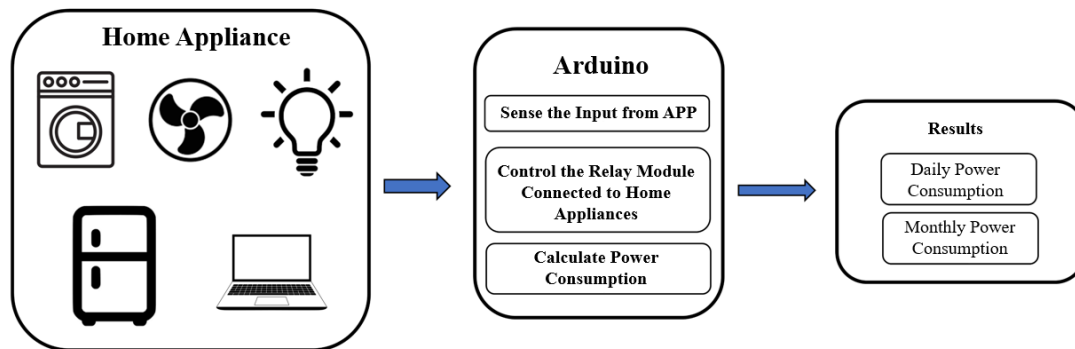 Home Appliance
Arduino
Sense the Input from APP
Control the Relay Module
Connected to Home
Appliances
Calculate Power
Consumption
Results
Daily Power
Consumption
Monthly Power
Consumption